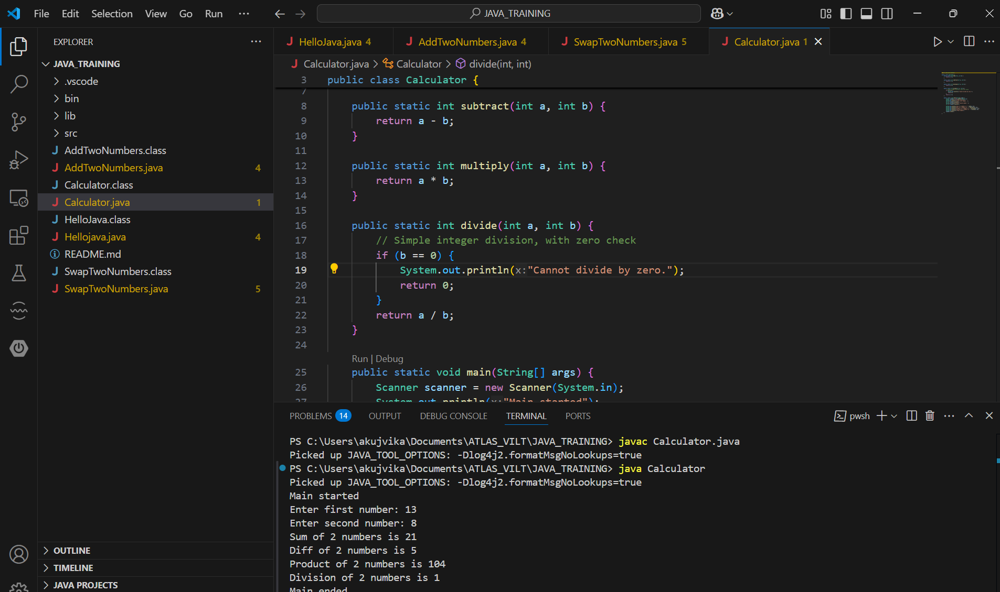 File Edit Selection View Go Run ···
JAVA_TRAINING
EXPLORER ···
JAVA_TRAINING
.vscode
bin
lib
src
AddTwoNumbers.class
AddTwoNumbers.java 4
Calculator.class
Calculator.java 1
HelloJava.class
Hellojava.java 4
README.md
SwapTwoNumbers.class
SwapTwoNumbers.java 5
OUTLINE
TIMELINE
JAVA PROJECTS
HelloJava.java 4 AddTwoNumbers.java 4 SwapTwoNumbers.java 5 Calculator.java 1
Calculator.java > Calculator > divide(int, int)
3 public class Calculator {
7
8 public static int subtract(int a, int b) {
9 return a - b;
10 }
11
12 public static int multiply(int a, int b) {
13 return a * b;
14 }
15
16 public static int divide(int a, int b) {
17 // Simple integer division, with zero check
18 if (b == 0) {
19 System.out.println(x:"Cannot divide by zero.");
20 return 0;
21 }
22 return a / b;
23 }
24
Run | Debug
25 public static void main(String[] args) {
26 Scanner scanner = new Scanner(System.in);
27 System.out.println(x:"Main started");
PROBLEMS 14 OUTPUT DEBUG CONSOLE TERMINAL PORTS
pwsh
PS C:\Users\akujvika\Documents\ATLAS_VILT\JAVA_TRAINING> javac Calculator.java
Picked up JAVA_TOOL_OPTIONS: -Dlog4j2.formatMsgNoLookups=true
PS C:\Users\akujvika\Documents\ATLAS_VILT\JAVA_TRAINING> java Calculator
Picked up JAVA_TOOL_OPTIONS: -Dlog4j2.formatMsgNoLookups=true
Main started
Enter first number: 13
Enter second number: 8
Sum of 2 numbers is 21
Diff of 2 numbers is 5
Product of 2 numbers is 104
Division of 2 numbers is 1
Main ended